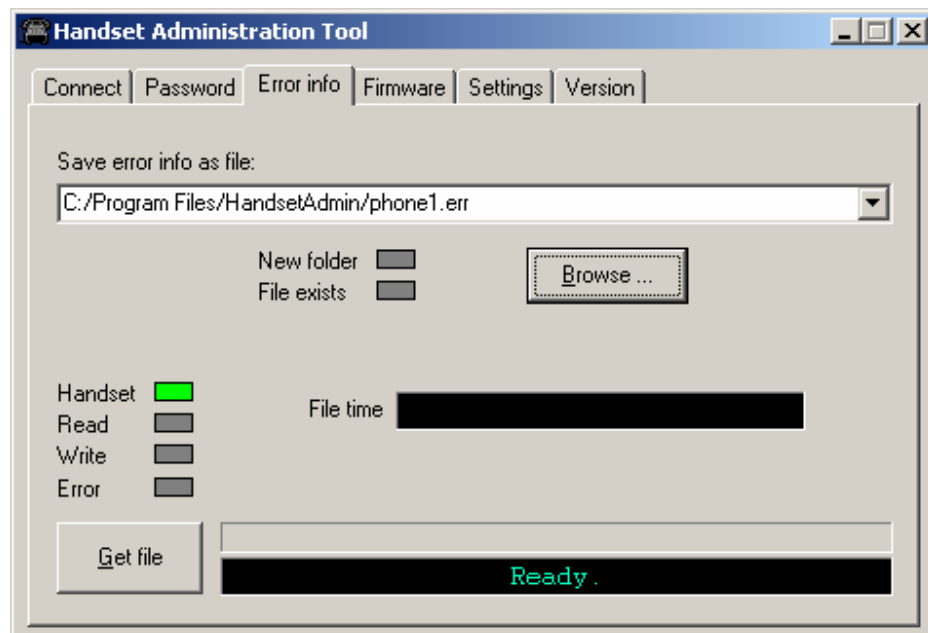 Handset Administration Tool
Connect Password Error info Firmware Settings Version
Save error info as file:
C:/Program Files/HandsetAdmin/phone1.err
New folder
File exists
Browse ...
Handset
Read
Write
Error
File time
Get file
Ready.